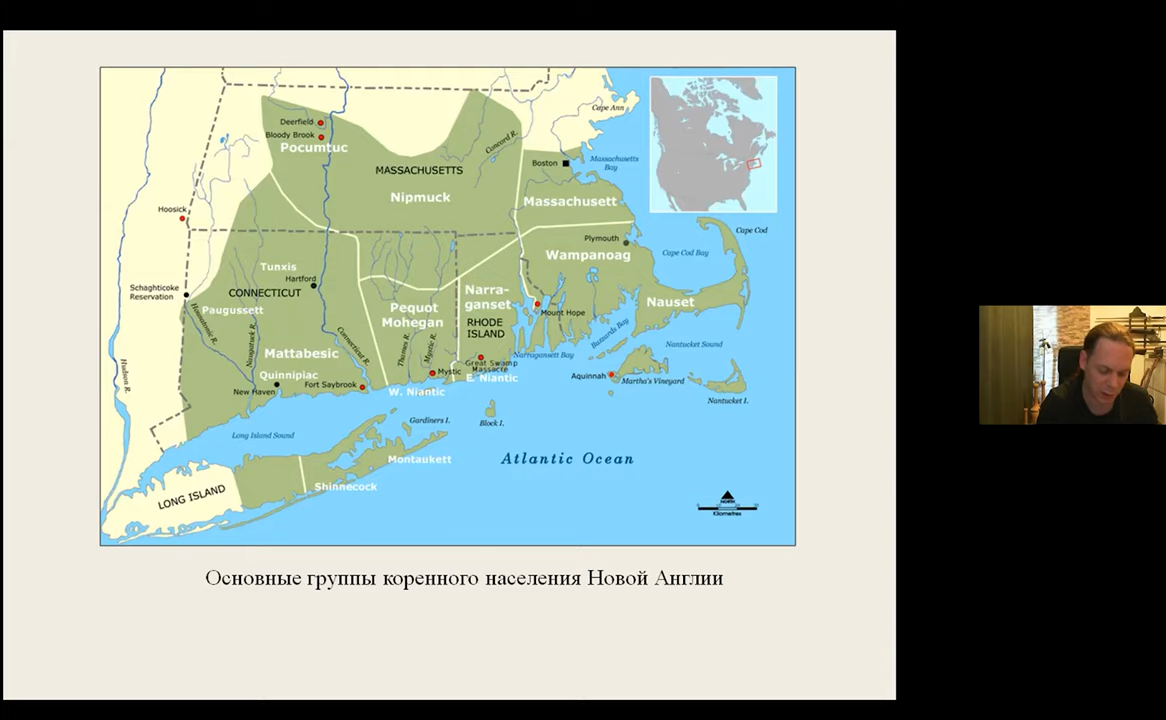 Cape Ann
Deerfield
Bloody Brook
Pocumtuc
Concord R.
Boston
Massachusetts
Bay
MASSACHUSETTS
Nipmuck
Massachusett
Hoosick
Cape Cod
Plymouth
Wampanoag
Cape Cod Bay
Tunxis
Hartford
CONNECTICUT
Schaghticoke
Reservation
Narra-
ganset
Nauset
Paugussett
Housatonic R.
Naugatuck R.
Pequot
Mohegan
Mount Hope
RHODE
ISLAND
Connecticut R.
Thames R.
Mystic R.
Buzzards Bay
Nantucket Sound
Mattabesic
Narragansett Bay
Hudson R.
Great Swamp
Massacre
Mystic
E. Niantic
Quinnipiac
Fort Saybrook
New Haven
W. Niantic
Aquinnah
Martha's Vineyard
Nantucket I.
Gardiners I.
Block I.
Long Island Sound
Montaukett
Atlantic Ocean
Shinnecock
LONG ISLAND
NORTH
Kilometres
Основные группы коренного населения Новой Англии